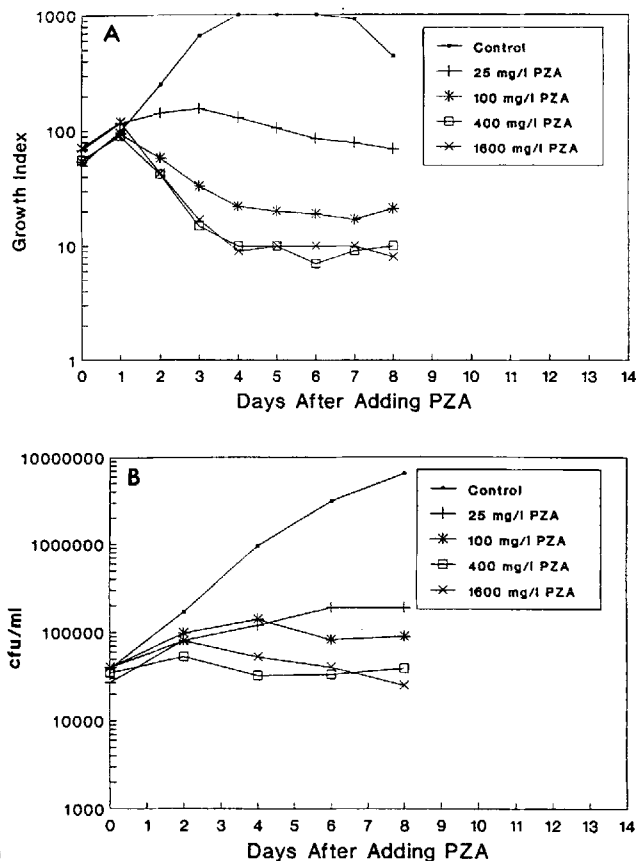 A
1000
100
10
1
Growth Index
Control
25 mg/l PZA
100 mg/l PZA
400 mg/l PZA
1600 mg/l PZA
0 1 2 3 4 5 6 7 8 9 10 11 12 13 14
Days After Adding PZA
B
10000000
1000000
100000
10000
1000
cfu/ml
Control
25 mg/l PZA
100 mg/l PZA
400 mg/l PZA
1600 mg/l PZA
0 1 2 3 4 5 6 7 8 9 10 11 12 13 14
Days After Adding PZA